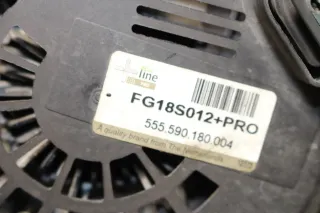 line
FG18S012+PRO
555.590.180.004
A quality brand from The Netherlands